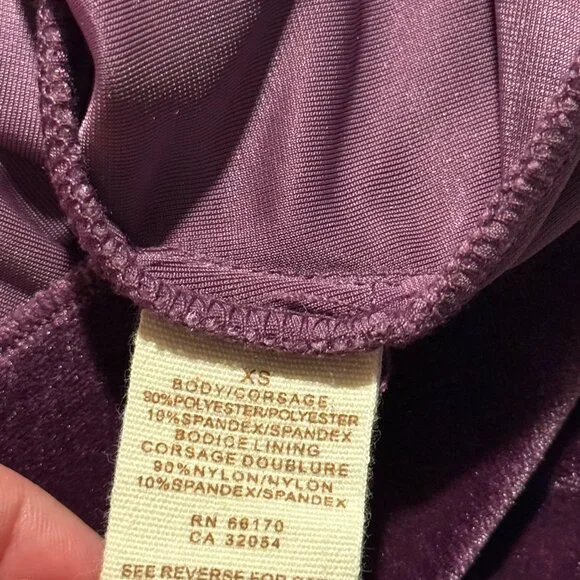 XS
BODY/CORSAGE
90%POLYESTER/POLYESTER
10%SPANDEX/SPANDEX
BODICE LINING
CORSAGE DOUBLURE
90%NYLON/NYLON
10%SPANDEX/SPANDEX
RN 66170
CA 32054
SEE REVERSE FOR